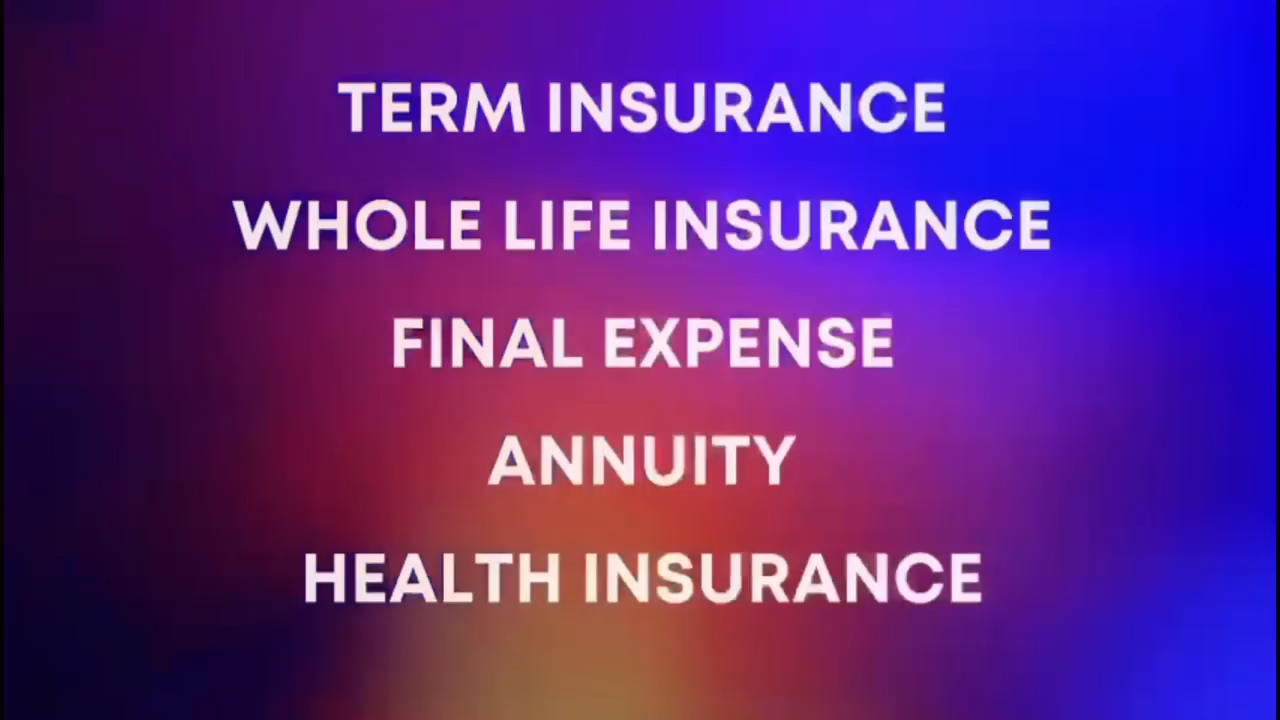 TERM INSURANCE
WHOLE LIFE INSURANCE
FINAL EXPENSE
ANNUITY
HEALTH INSURANCE